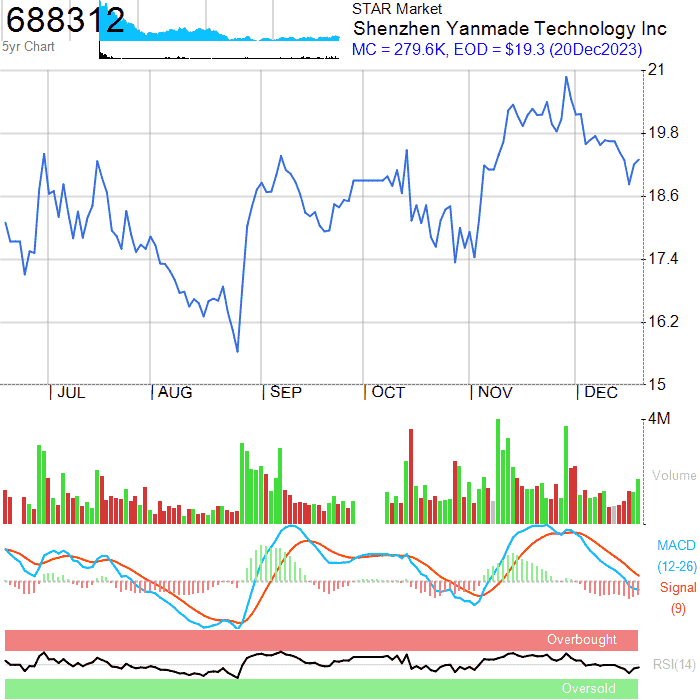 688312
5yr Chart
STAR Market
Shenzhen Yanmade Technology Inc
MC = 279.6K, EOD = $19.3 (20Dec2023)
21
19.8
18.6
17.4
16.2
15
JUL AUG SEP OCT NOV DEC
4M
Volume
MACD
(12-26)
Signal
(9)
Overbought
RSI(14)
Oversold